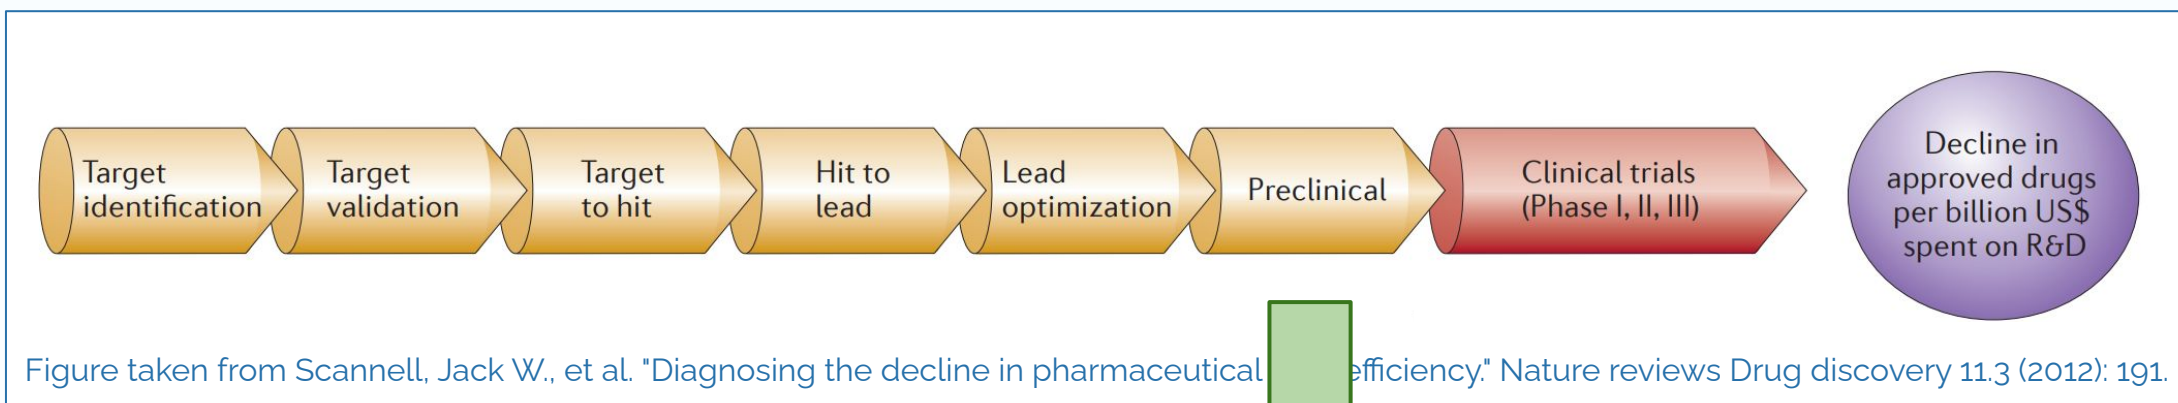 Target
identification
Target
validation
Target
to hit
Hit to
lead
Lead
optimization
Preclinical
Clinical trials
(Phase I, II, III)
Decline in
approved drugs
per billion US$
spent on R&D
Figure taken from Scannell, Jack W., et al. "Diagnosing the decline in pharmaceutical efficiency." Nature reviews Drug discovery 11.3 (2012): 191.